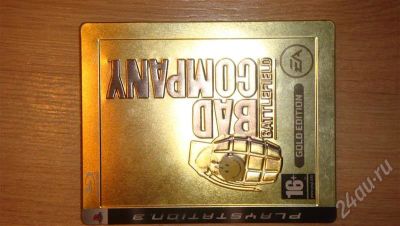 BATTLEFIELD
BAD
COMPANY
EA
GOLD EDITION
16+
PLAYSTATION 3
24au.ru